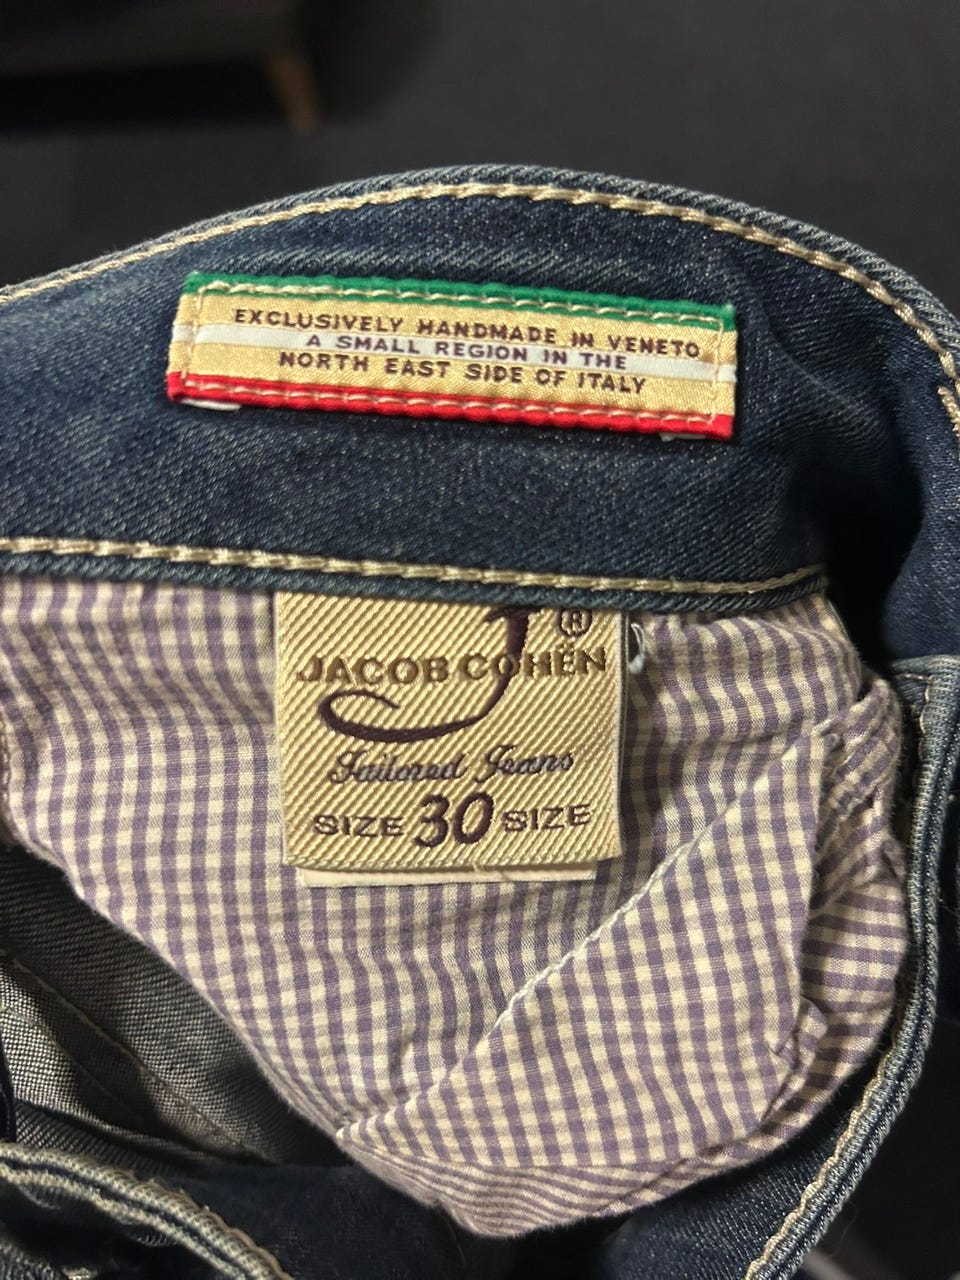 EXCLUSIVELY HANDMADE IN VENETO
A SMALL REGION IN THE
NORTH EAST SIDE OF ITALY
J ®
JACOB COHËN
Tailored Jeans
SIZE 30 SIZE